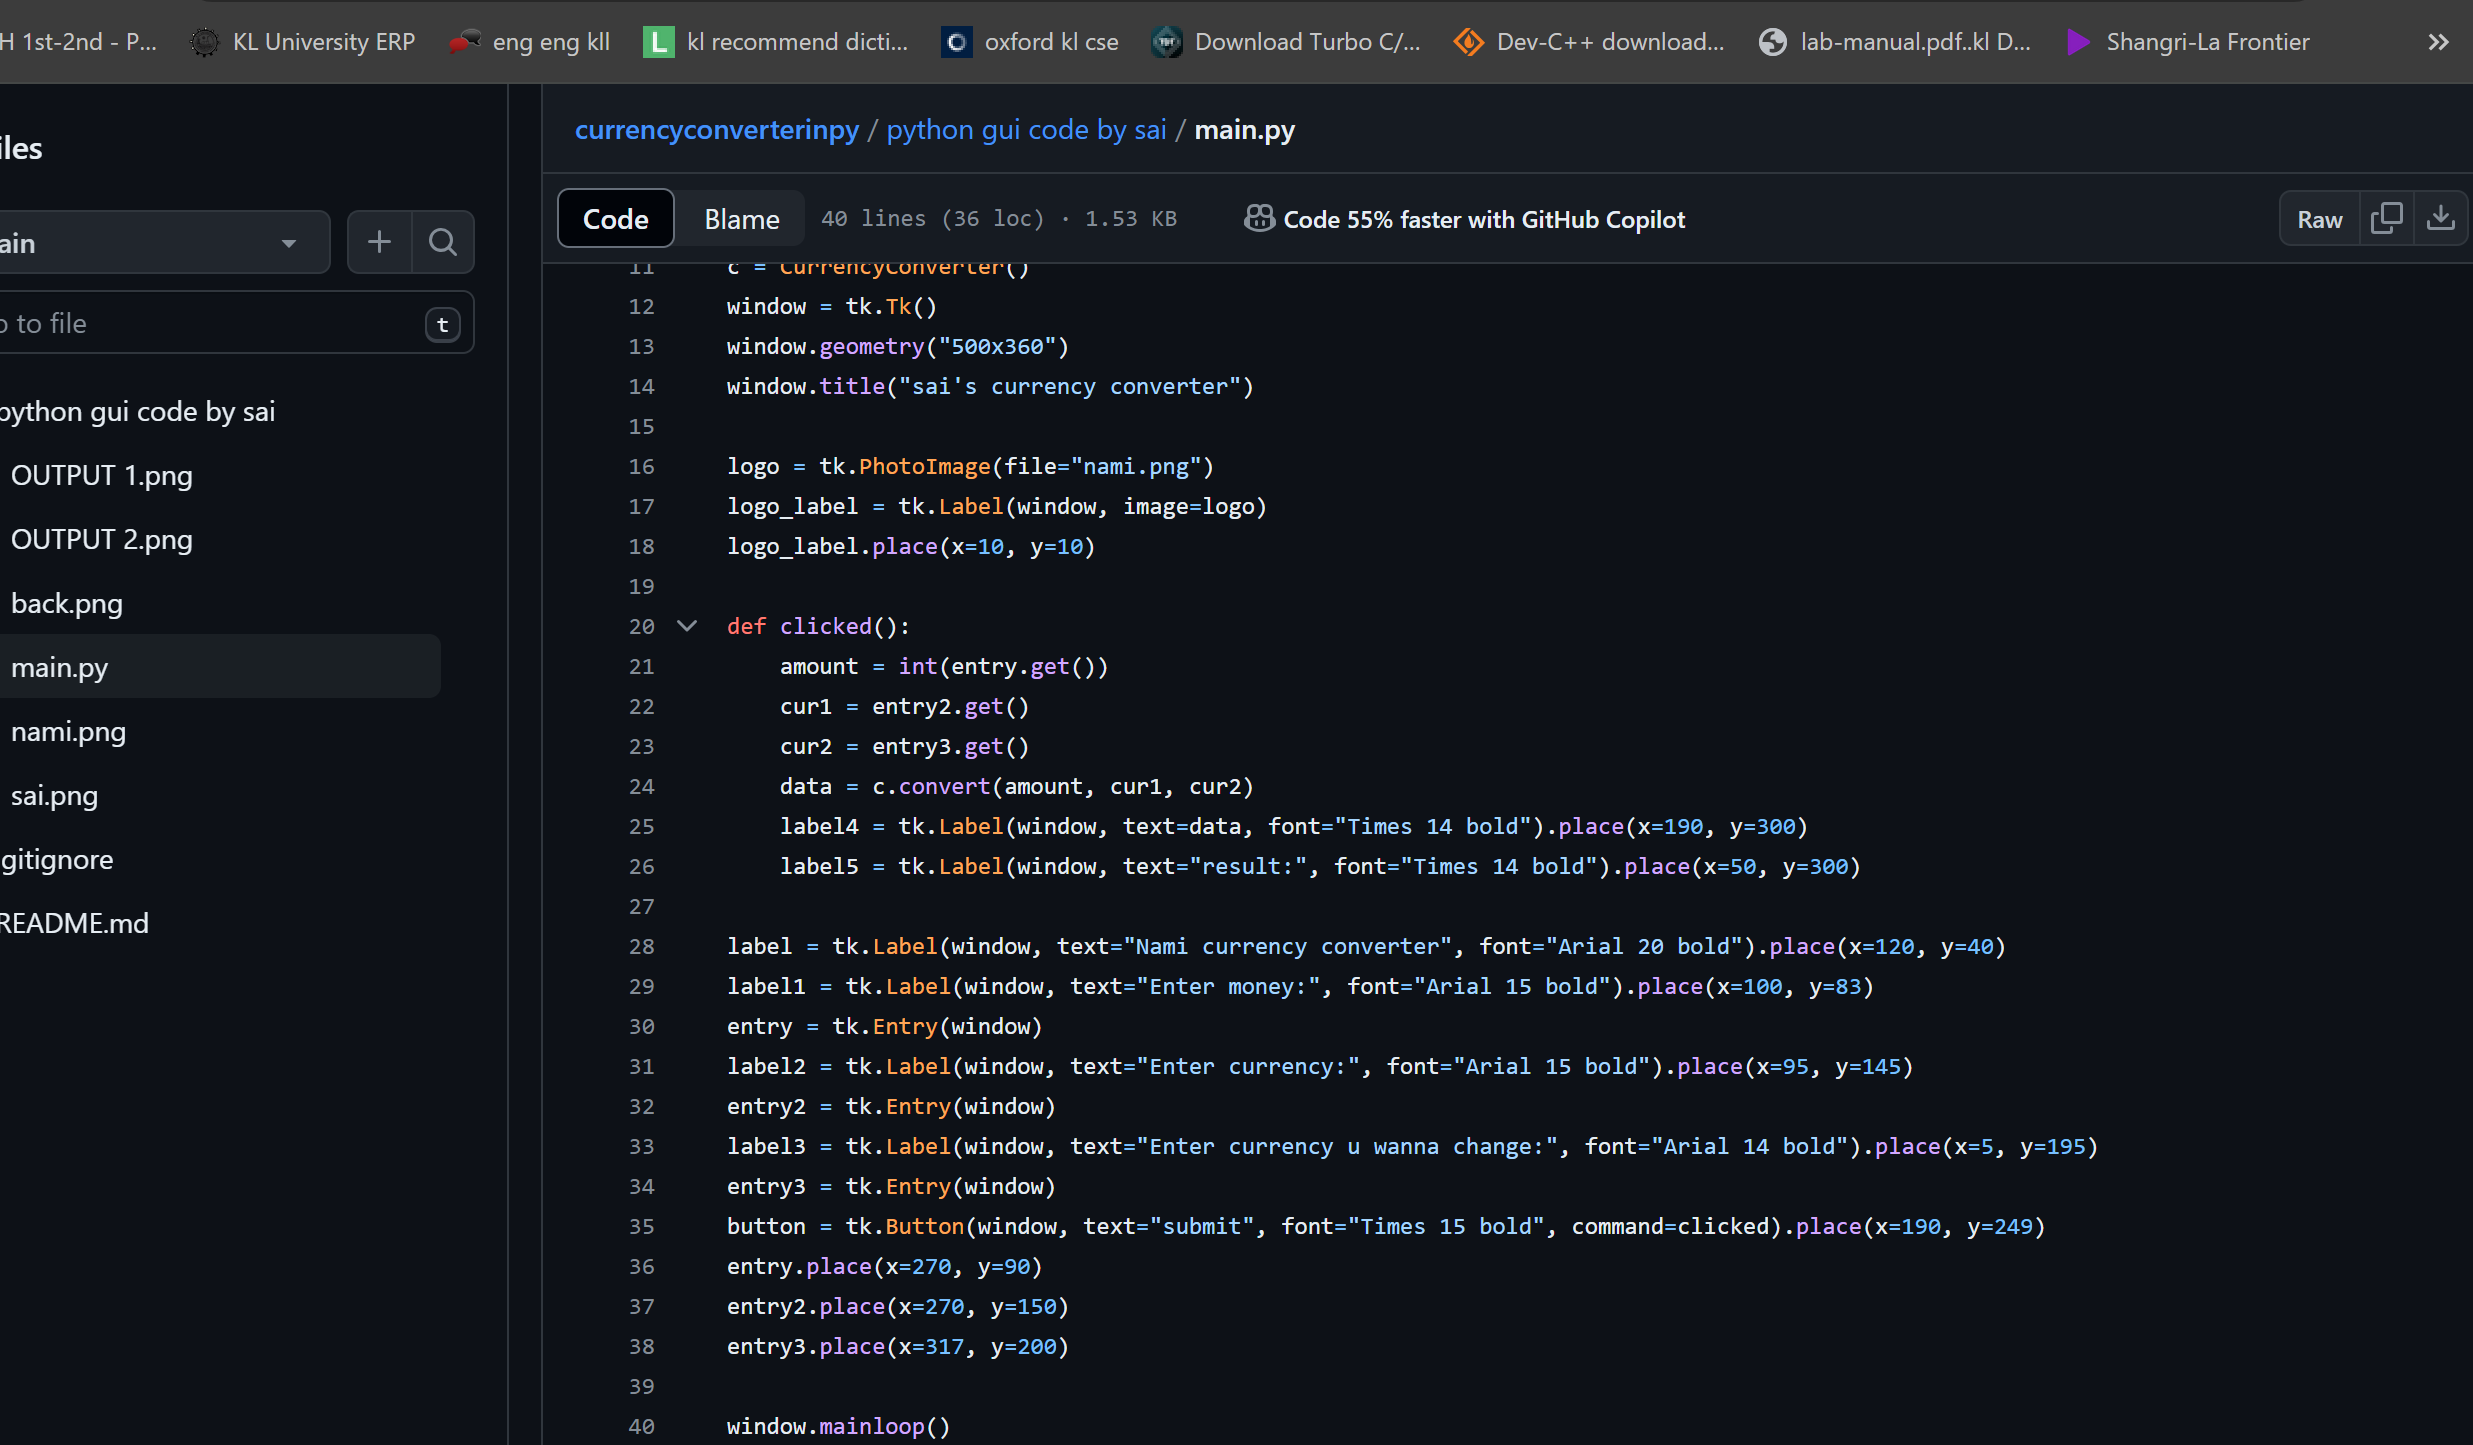 H 1st-2nd - P... KL University ERP eng eng kll kl recommend dicti... oxford kl cse Download Turbo C/... Dev-C++ download... lab-manual.pdf..kl D... Shangri-La Frontier
iles
ain
o to file t
python gui code by sai
OUTPUT 1.png
OUTPUT 2.png
back.png
main.py
nami.png
sai.png
gitignore
README.md
currencyconverterinpy / python gui code by sai / main.py
Code Blame 40 lines (36 loc) · 1.53 KB Code 55% faster with GitHub Copilot Raw
11 c = CurrencyConverter()
12 window = tk.Tk()
13 window.geometry("500x360")
14 window.title("sai's currency converter")
15
16 logo = tk.PhotoImage(file="nami.png")
17 logo_label = tk.Label(window, image=logo)
18 logo_label.place(x=10, y=10)
19
20 def clicked():
21 amount = int(entry.get())
22 cur1 = entry2.get()
23 cur2 = entry3.get()
24 data = c.convert(amount, cur1, cur2)
25 label4 = tk.Label(window, text=data, font="Times 14 bold").place(x=190, y=300)
26 label5 = tk.Label(window, text="result:", font="Times 14 bold").place(x=50, y=300)
27
28 label = tk.Label(window, text="Nami currency converter", font="Arial 20 bold").place(x=120, y=40)
29 label1 = tk.Label(window, text="Enter money:", font="Arial 15 bold").place(x=100, y=83)
30 entry = tk.Entry(window)
31 label2 = tk.Label(window, text="Enter currency:", font="Arial 15 bold").place(x=95, y=145)
32 entry2 = tk.Entry(window)
33 label3 = tk.Label(window, text="Enter currency u wanna change:", font="Arial 14 bold").place(x=5, y=195)
34 entry3 = tk.Entry(window)
35 button = tk.Button(window, text="submit", font="Times 15 bold", command=clicked).place(x=190, y=249)
36 entry.place(x=270, y=90)
37 entry2.place(x=270, y=150)
38 entry3.place(x=317, y=200)
39
40 window.mainloop()